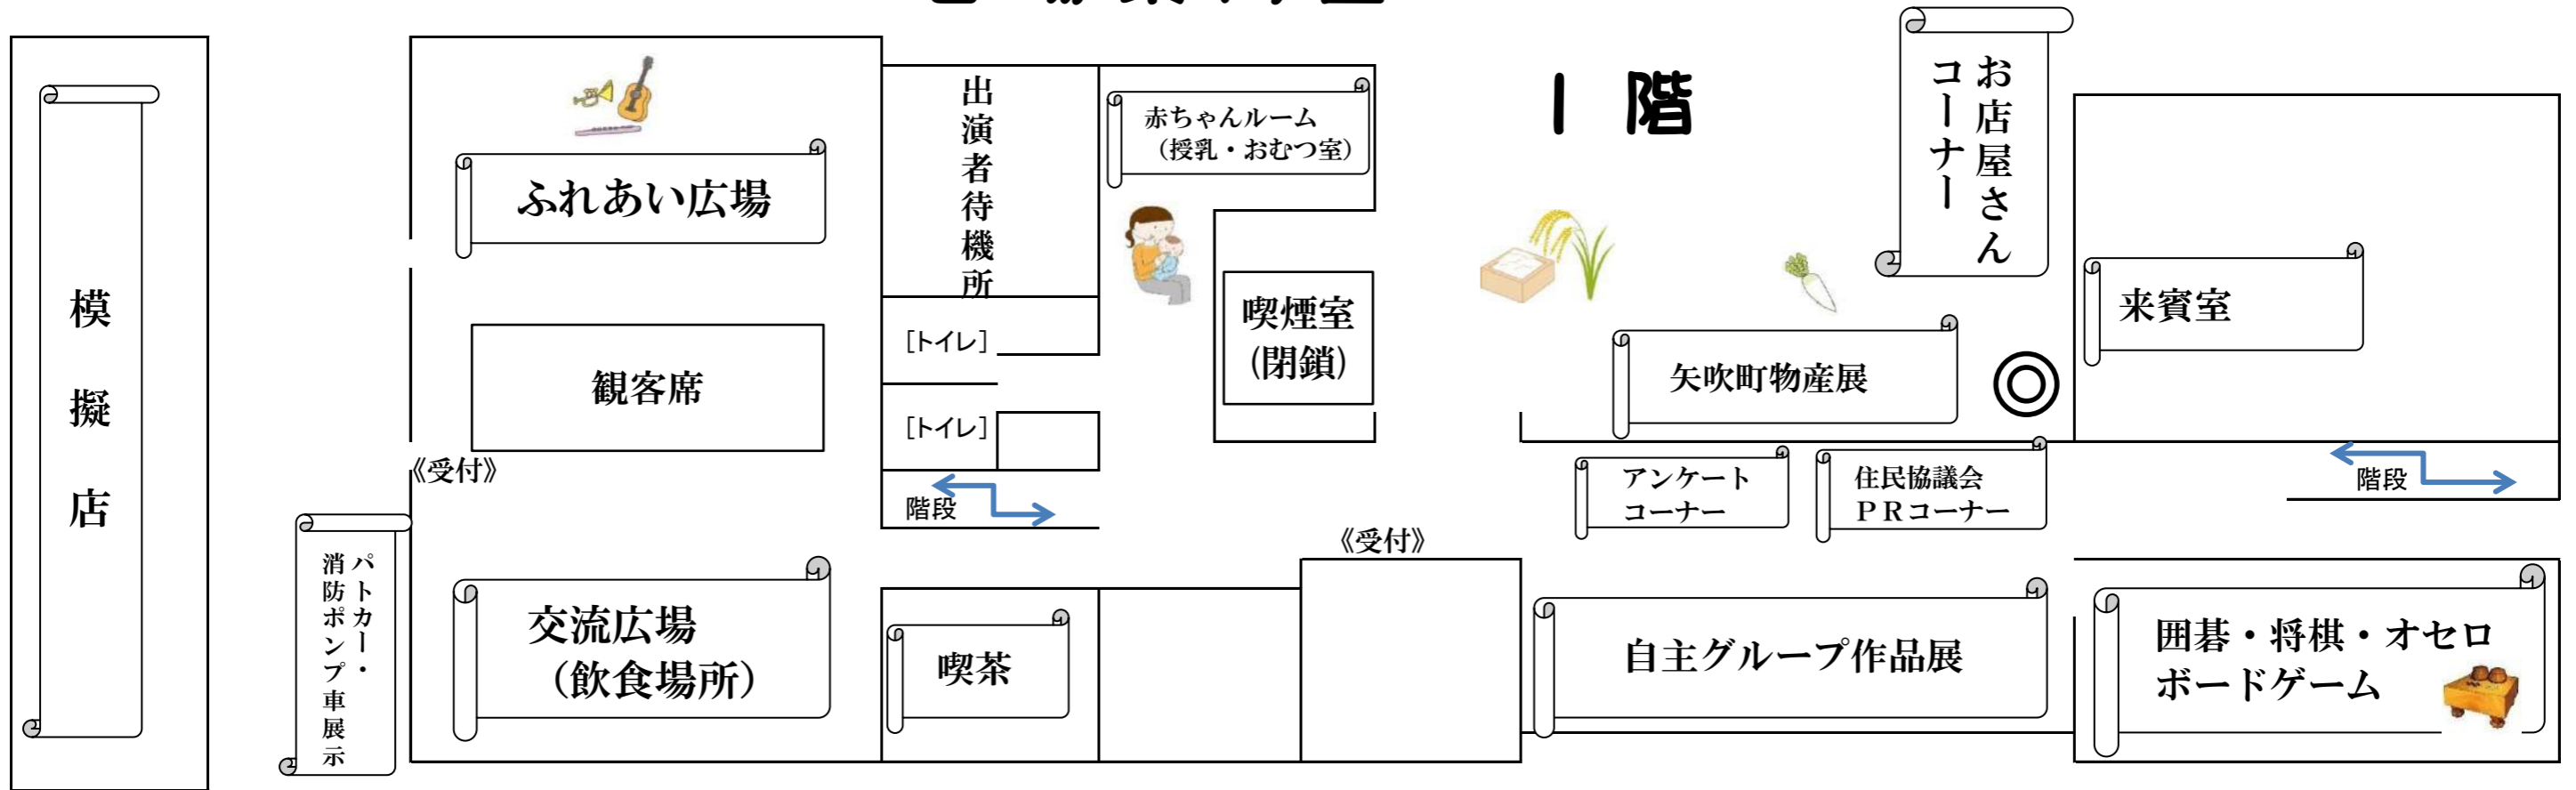 1階
模擬店
パトカー・
消防ポンプ車展示
ふれあい広場
観客席
《受付》
交流広場
（飲食場所）
出演者待機所
［トイレ］
［トイレ］
階段
喫茶
赤ちゃんルーム
（授乳・おむつ室）
喫煙室
(閉鎖)
《受付》
お店屋さん
コーナー
矢吹町物産展
◎
来賓室
アンケート
コーナー
住民協議会
ＰＲコーナー
階段
自主グループ作品展
囲碁・将棋・オセロ
ボードゲーム